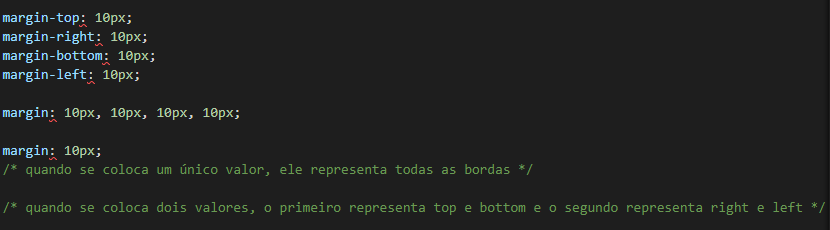 margin-top: 10px;
margin-right: 10px;
margin-bottom: 10px;
margin-left: 10px;
margin: 10px, 10px, 10px, 10px;
margin: 10px;
/* quando se coloca um único valor, ele representa todas as bordas */
/* quando se coloca dois valores, o primeiro representa top e bottom e o segundo representa right e left */